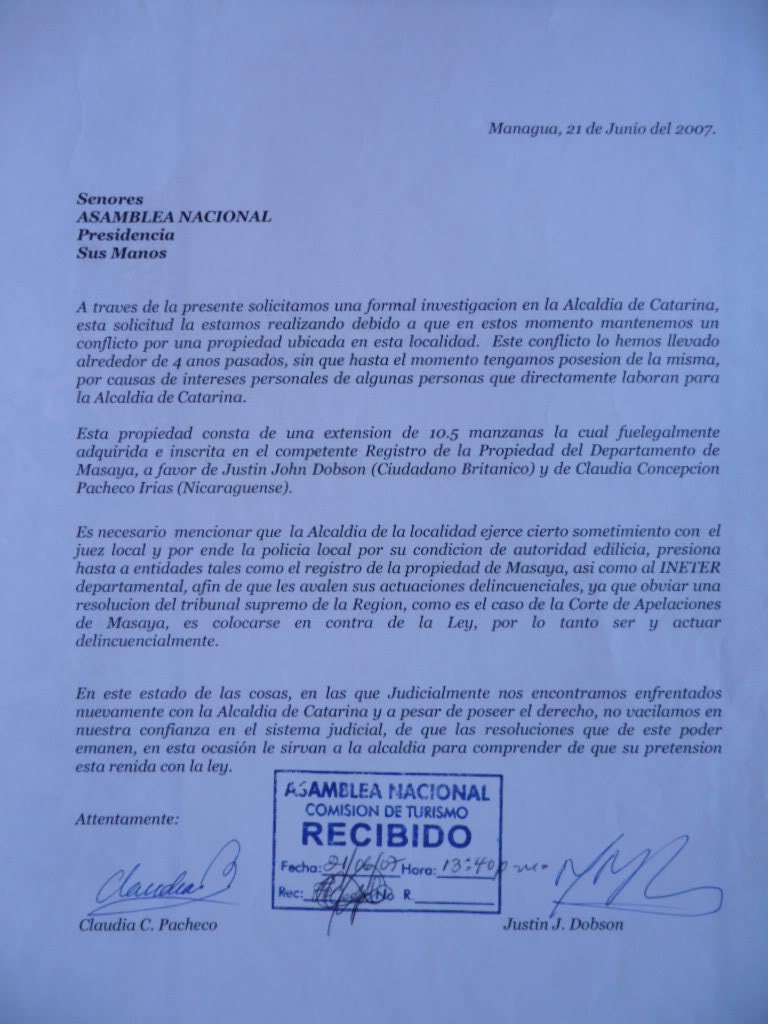 Managua, 21 de Junio del 2007.
Senores
ASAMBLEA NACIONAL
Presidencia
Sus Manos
A traves de la presente solicitamos una formal investigacion en la Alcaldia de Catarina,
esta solicitud la estamos realizando debido a que en estos momento mantenemos un
conflicto por una propiedad ubicada en esta localidad. Este conflicto lo hemos llevado
alrededor de 4 anos pasados, sin que hasta el momento tengamos posesion de la misma,
por causas de intereses personales de algunas personas que directamente laboran para
la Alcaldia de Catarina.
Esta propiedad consta de una extension de 10.5 manzanas la cual fuelegalmente
adquirida e inscrita en el competente Registro de la Propiedad del Departamento de
Masaya, a favor de Justin John Dobson (Ciudadano Britanico) y de Claudia Concepcion
Pacheco Irias (Nicaraguense).
Es necesario mencionar que la Alcaldia de la localidad ejerce cierto sometimiento con el
juez local y por ende la policia local por su condicion de autoridad edilicia, presiona
hasta a entidades tales como el registro de la propiedad de Masaya, asi como al INETER
departamental, afin de que les avalen sus actuaciones delincuenciales, ya que obviar una
resolucion del tribunal supremo de la Region, como es el caso de la Corte de Apelaciones
de Masaya, es colocarse en contra de la Ley, por lo tanto ser y actuar
delincuencialmente.
En este estado de las cosas, en las que Judicialmente nos encontramos enfrentados
nuevamente con la Alcaldia de Catarina y a pesar de poseer el derecho, no vacilamos en
nuestra confianza en el sistema judicial, de que las resoluciones que de este poder
emanen, en esta ocasión le sirvan a la alcaldia para comprender de que su pretension
esta renida con la ley.
ASAMBLEA NACIONAL
COMISION DE TURISMO
RECIBIDO
Fecha: 21/06/07 Hora: 13:40
Rec: No R.
Attentamente:
Claudia
Claudia C. Pacheco
Justin J. Dobson